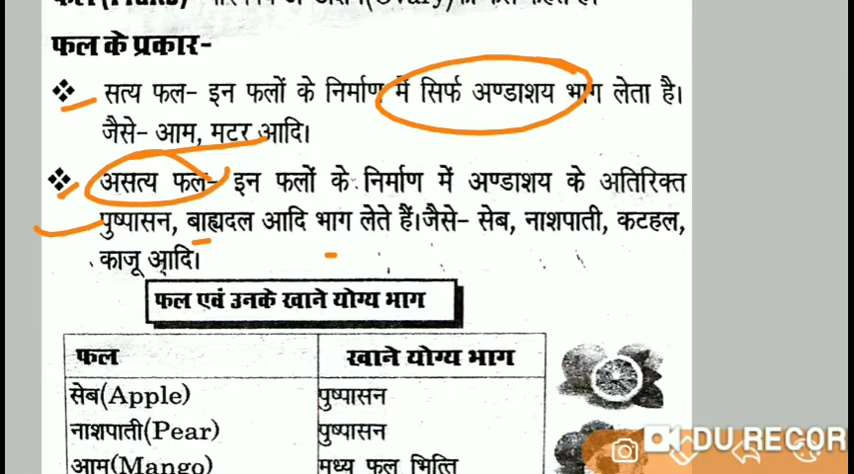 फल के प्रकार-
सत्य फल- इन फलों के निर्माण में सिर्फ अण्डाशय भाग लेता है।
जैसे- आम, मटर आदि।
असत्य फल- इन फलों के निर्माण में अण्डाशय के अतिरिक्त
पुष्पासन, बाह्यदल आदि भाग लेते हैं।जैसे- सेब, नाशपाती, कटहल,
काजू आदि।
फल एवं उनके खाने योग्य भाग
फल खाने योग्य भाग
सेब(Apple) पुष्पासन
नाशपाती(Pear) पुष्पासन
आम(Mango) मध्य फल भित्ति
DU RECOR